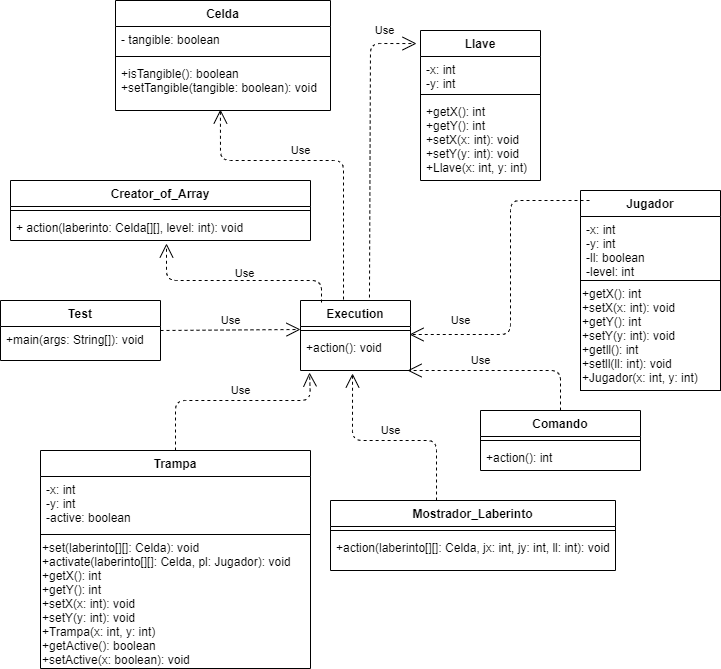 Celda
- tangible: boolean
+isTangible(): boolean
+setTangible(tangible: boolean): void
Use
Llave
-x: int
-y: int
+getX(): int
+getY(): int
+setX(x: int): void
+setY(y: int): void
+Llave(x: int, y: int)
Use
Creator_of_Array
+ action(laberinto: Celda[][], level: int): void
Use
Jugador
-x: int
-y: int
-ll: boolean
-level: int
+getX(): int
+setX(x: int): void
+getY(): int
+setY(y: int): void
+getll(): int
+setll(ll: int): void
+Jugador(x: int, y: int)
Test
+main(args: String[]): void
Use
Execution
+action(): void
Use
Use
Comando
+action(): int
Use
Trampa
-x: int
-y: int
-active: boolean
+set(laberinto[][]: Celda): void
+activate(laberinto[][]: Celda, pl: Jugador): void
+getX(): int
+getY(): int
+setX(x: int): void
+setY(y: int): void
+Trampa(x: int, y: int)
+getActive(): boolean
+setActive(x: boolean): void
Use
Mostrador_Laberinto
+action(laberinto[][]: Celda, jx: int, jy: int, ll: int): void